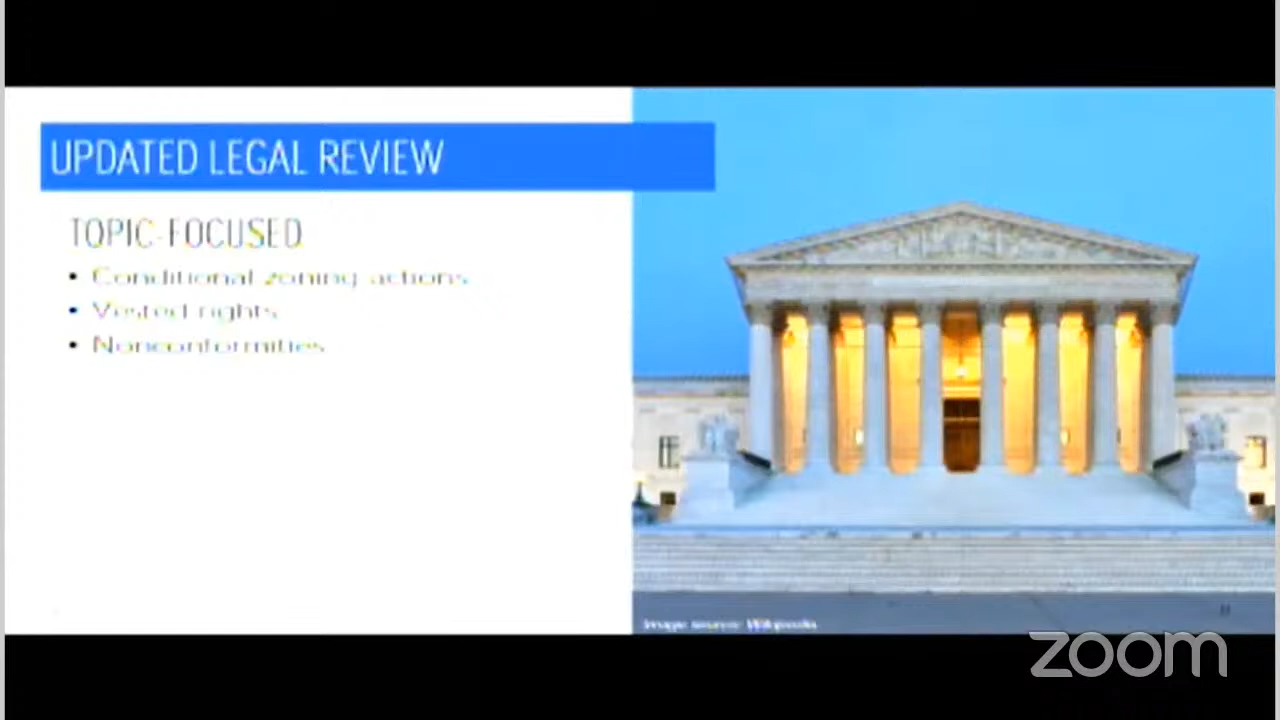 UPDATED LEGAL REVIEW
TOPIC-FOCUSED
• Conditional zoning actions
• Vested rights
• Nonconformities
Image source: Wikipedia
zoom